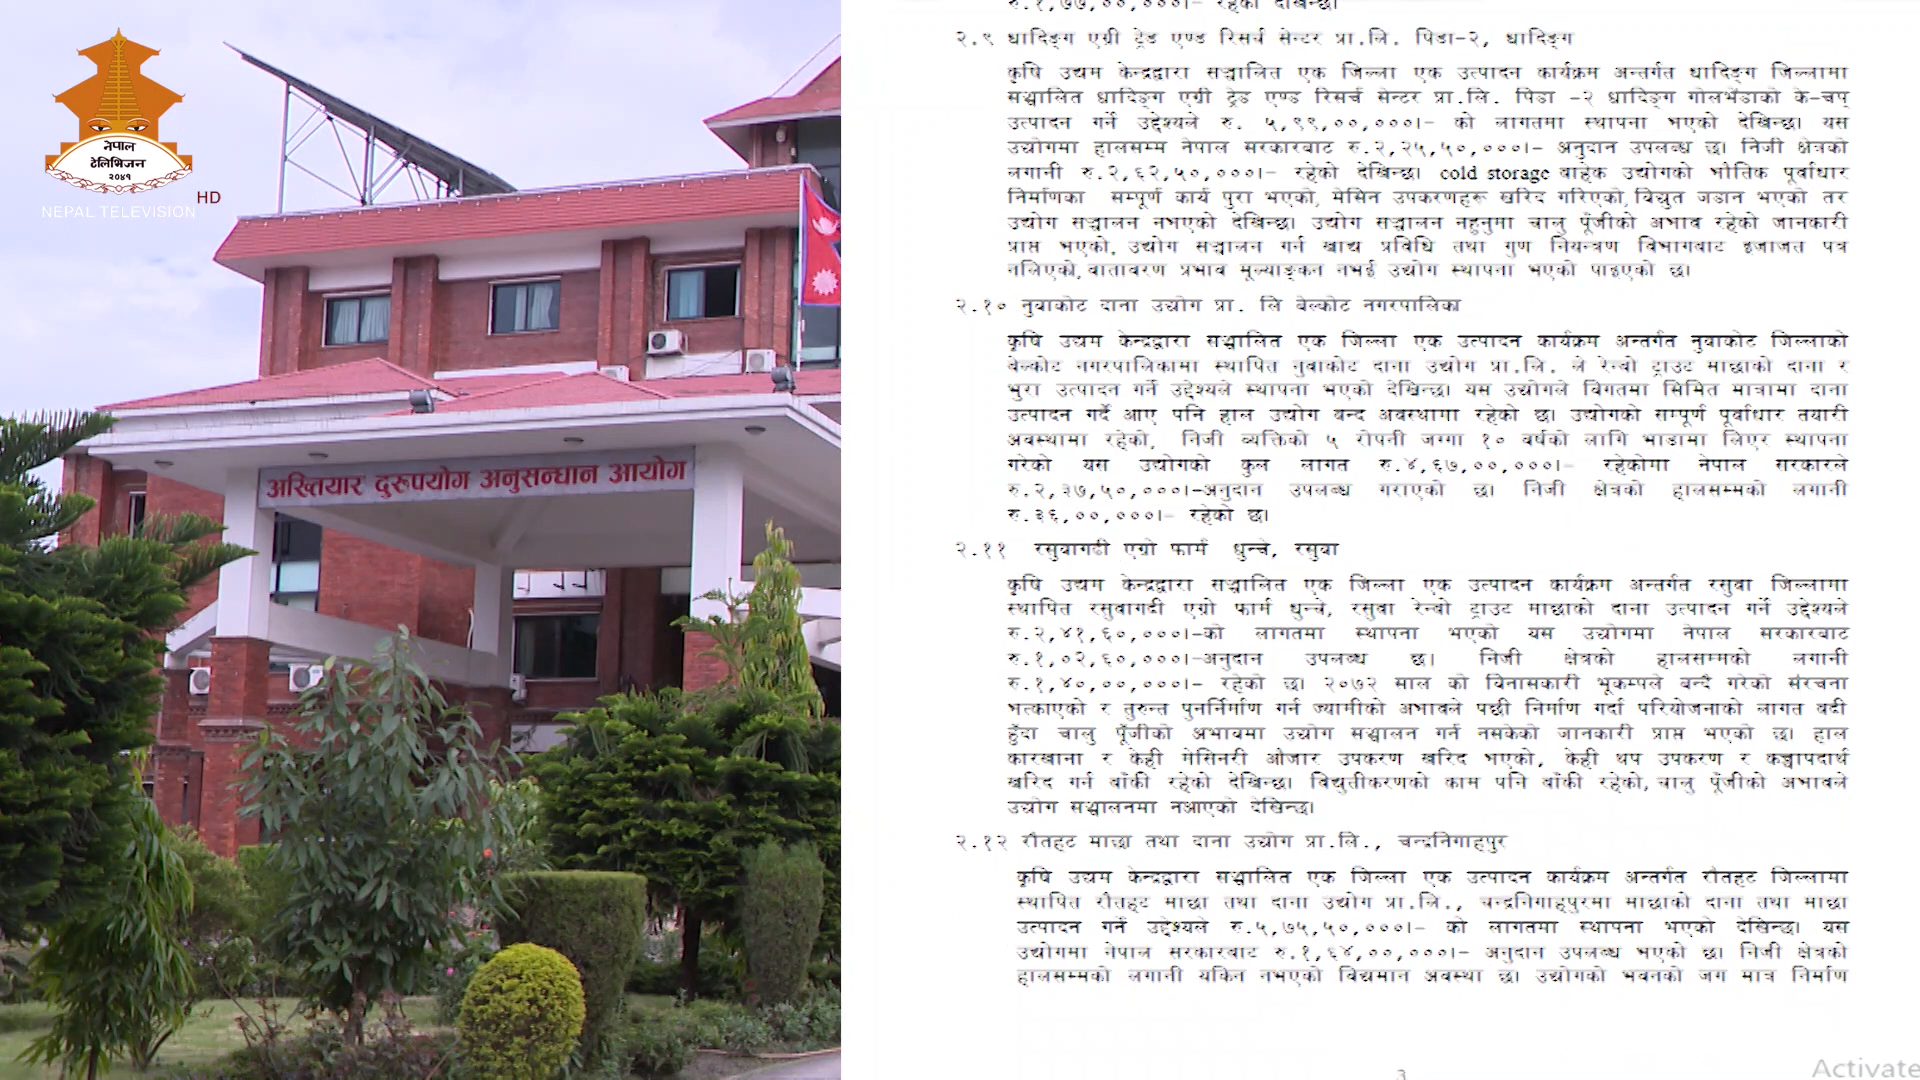 नेपाल
टेलिभिजन
२०४१
HD
NEPAL TELEVISION
अख्तियार दुरुपयोग अनुसन्धान आयोग
रु.१,७७,००,०००।- रहेको देखिन्छ।
२.९ धादिङ्ग एग्री ट्रेड एण्ड रिसर्च सेन्टर प्रा.लि. पिडा-२, धादिङ्ग
कृषि उद्यम केन्द्रद्वारा सञ्चालित एक जिल्ला एक उत्पादन कार्यक्रम अन्तर्गत धादिङ्ग जिल्लामा
सञ्चालित धादिङ्ग एग्री ट्रेड एण्ड रिसर्च सेन्टर प्रा.लि. पिडा -२ धादिङ्ग गोलभेंडाको के-चप्
उत्पादन गर्ने उद्देश्यले रु. ५,९९,००,०००।- को लागतमा स्थापना भएको देखिन्छ। यस
उद्योगमा हालसम्म नेपाल सरकारबाट रु.२,२५,५०,०००।- अनुदान उपलब्ध छ। निजी क्षेत्रको
लगानी रु.२,६२,५०,०००।- रहेको देखिन्छ। cold storage बाहेक उद्योगको भौतिक पूर्वाधार
निर्माणका सम्पूर्ण कार्य पुरा भएको, मेसिन उपकरणहरू खरिद गरिएको, विद्युत जडान भएको तर
उद्योग सञ्चालन नभएको देखिन्छ। उद्योग सञ्चालन नहुनुमा चालु पूँजीको अभाव रहेको जानकारी
प्राप्त भएको, उद्योग सञ्चालन गर्न खाद्य प्रविधि तथा गुण नियन्त्रण विभागबाट इजाजत पत्र
नलिएको, वातावरण प्रभाव मूल्याङ्कन नभई उद्योग स्थापना भएको पाइएको छ।
२.१० नुवाकोट दाना उद्योग प्रा. लि बेल्कोट नगरपालिका
कृषि उद्यम केन्द्रद्वारा सञ्चालित एक जिल्ला एक उत्पादन कार्यक्रम अन्तर्गत नुवाकोट जिल्लाको
बेल्कोट नगरपालिकामा स्थापित नुवाकोट दाना उद्योग प्रा.लि. ले रेन्बो ट्राउट माछाको दाना र
भुरा उत्पादन गर्ने उद्देश्यले स्थापना भएको देखिन्छ। यस उद्योगले विगतमा सिमित मात्रामा दाना
उत्पादन गर्दै आए पनि हाल उद्योग बन्द अवस्थामा रहेको छ। उद्योगको सम्पूर्ण पूर्वाधार तयारी
अवस्थामा रहेको, निजी व्यक्तिको ५ रोपनी जग्गा १० वर्षको लागि भाडामा लिएर स्थापना
गरेको यस उद्योगको कुल लागत रु.४,६७,००,०००।- रहेकोमा नेपाल सरकारले
रु.२,३७,५०,०००।-अनुदान उपलब्ध गराएको छ। निजी क्षेत्रको हालसम्मको लगानी
रु.३६,००,०००।- रहेको छ।
२.११ रसुवागढी एग्रो फार्म धुन्चे, रसुवा
कृषि उद्यम केन्द्रद्वारा सञ्चालित एक जिल्ला एक उत्पादन कार्यक्रम अन्तर्गत रसुवा जिल्लामा
स्थापित रसुवागढी एग्रो फार्म धुन्चे, रसुवा रेन्बो ट्राउट माछाको दाना उत्पादन गर्ने उद्देश्यले
रु.२,४१,६०,०००।-को लागतमा स्थापना भएको यस उद्योगमा नेपाल सरकारबाट
रु.१,०२,६०,०००।-अनुदान उपलब्ध छ। निजी क्षेत्रको हालसम्मको लगानी
रु.१,४०,००,०००।- रहेको छ। २०७२ साल को विनासकारी भूकम्पले बन्दै गरेको संरचना
भत्काएको र तुरुन्त पुनर्निर्माण गर्न ज्यामीको अभावले पछी निर्माण गर्दा परियोजनाको लागत बढी
हुँदा चालु पूँजीको अभावमा उद्योग सञ्चालन गर्न नसकेको जानकारी प्राप्त भएको छ। हाल
कारखाना र केही मेसिनरी औजार उपकरण खरिद भएको, केही थप उपकरण र कच्चापदार्थ
खरिद गर्न बाँकी रहेको देखिन्छ। विद्युतीकरणको काम पनि बाँकी रहेको, चालु पूँजीको अभावले
उद्योग सञ्चालनमा नआएको देखिन्छ।
२.१२ रौतहट माछा तथा दाना उद्योग प्रा.लि., चन्द्रनिगाहपुर
कृषि उद्यम केन्द्रद्वारा सञ्चालित एक जिल्ला एक उत्पादन कार्यक्रम अन्तर्गत रौतहट जिल्लामा
स्थापित रौतहट माछा तथा दाना उद्योग प्रा.लि., चन्द्रनिगाहपुरमा माछाको दाना तथा माछा
उत्पादन गर्ने उद्देश्यले रु.५,७५,५०,०००।- को लागतमा स्थापना भएको देखिन्छ। यस
उद्योगमा नेपाल सरकारबाट रु.१,६४,००,०००।- अनुदान उपलब्ध भएको छ। निजी क्षेत्रको
हालसम्मको लगानी यकिन नभएको विद्यमान अवस्था छ। उद्योगको भवनको जग मात्र निर्माण
Activate